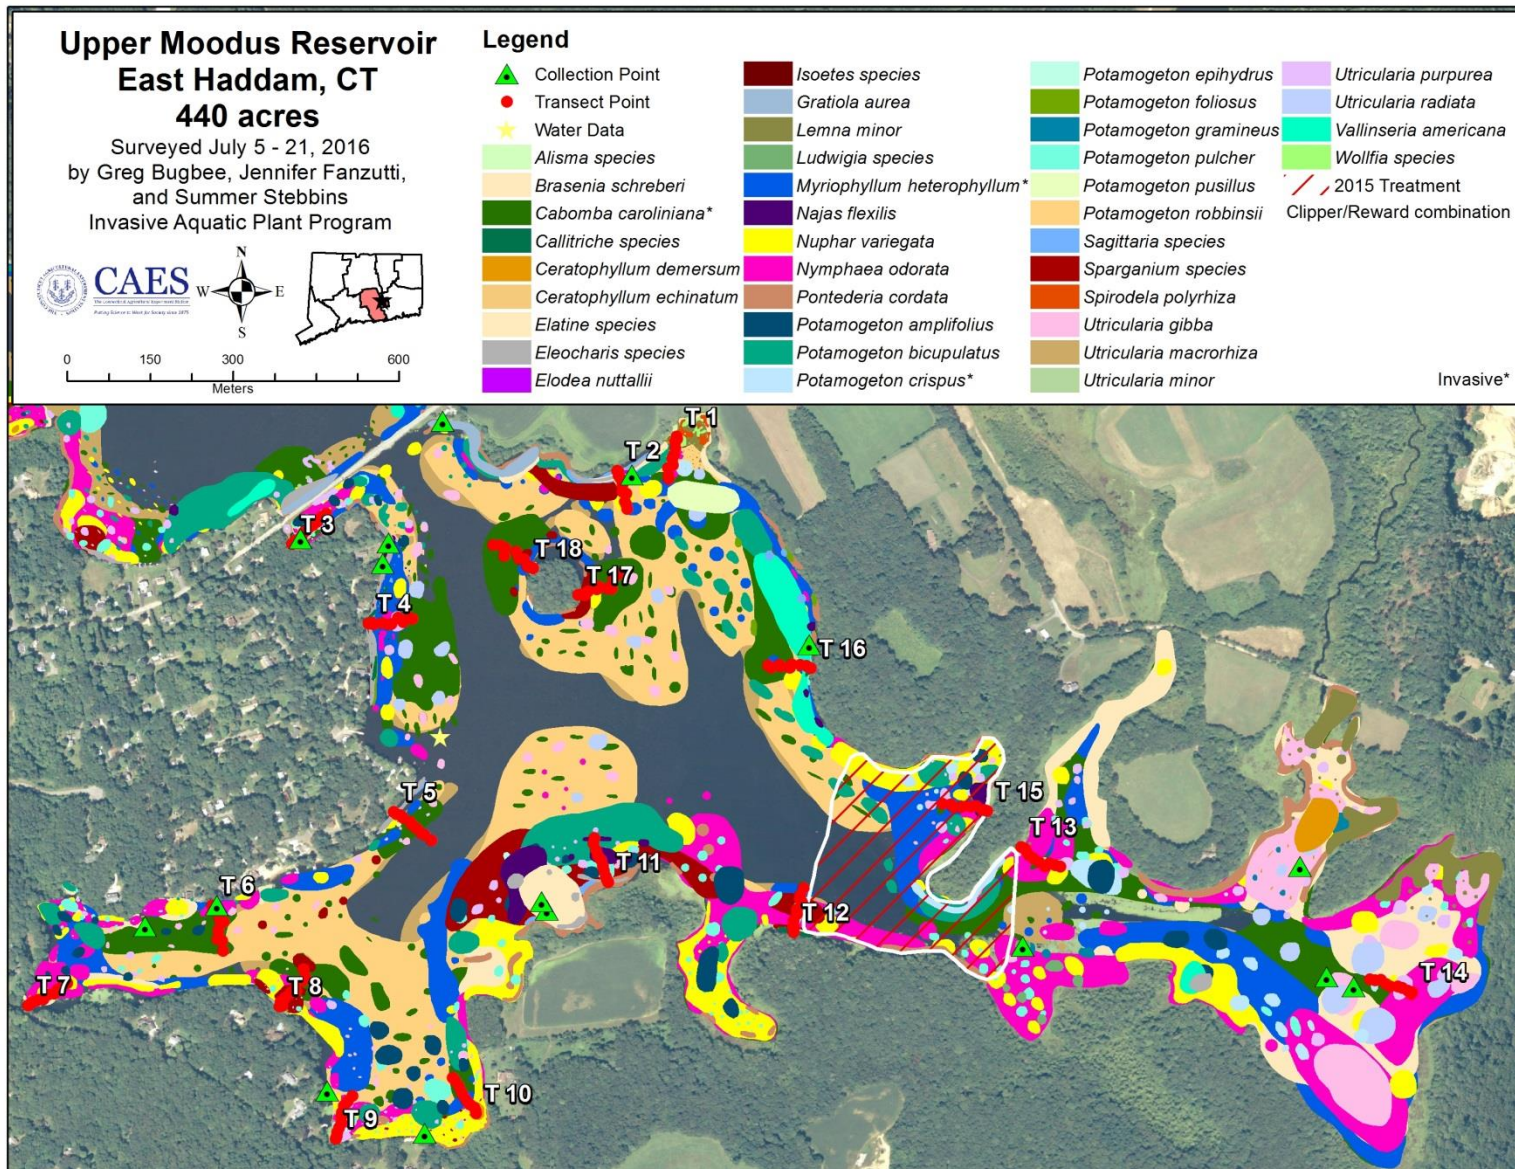 Upper Moodus Reservoir
East Haddam, CT
440 acres
Surveyed July 5 - 21, 2016
by Greg Bugbee, Jennifer Fanzutti,
and Summer Stebbins
Invasive Aquatic Plant Program
CAES
N
W
E
S
0 150 300 600
Meters
Legend
Collection Point
Transect Point
Water Data
Alisma species
Brasenia schreberi
Cabomba caroliniana*
Callitriche species
Ceratophyllum demersum
Ceratophyllum echinatum
Elatine species
Eleocharis species
Elodea nuttallii
Isoetes species
Gratiola aurea
Lemna minor
Ludwigia species
Myriophyllum heterophyllum*
Najas flexilis
Nuphar variegata
Nymphaea odorata
Pontederia cordata
Potamogeton amplifolius
Potamogeton bicupulatus
Potamogeton crispus*
Potamogeton epihydrus
Potamogeton foliosus
Potamogeton gramineus
Potamogeton pulcher
Potamogeton pusillus
Potamogeton robbinsii
Sagittaria species
Sparganium species
Spirodela polyrhiza
Utricularia gibba
Utricularia macrorhiza
Utricularia minor
Utricularia purpurea
Utricularia radiata
Vallinseria americana
Wollfia species
2015 Treatment
Clipper/Reward combination
Invasive*
T 1
T 2
T 3
T 18
T 17
T 4
T 16
T 5
T 15
T 13
T 11
T 6
T 12
T 7
T 8
T 14
T 10
T 9